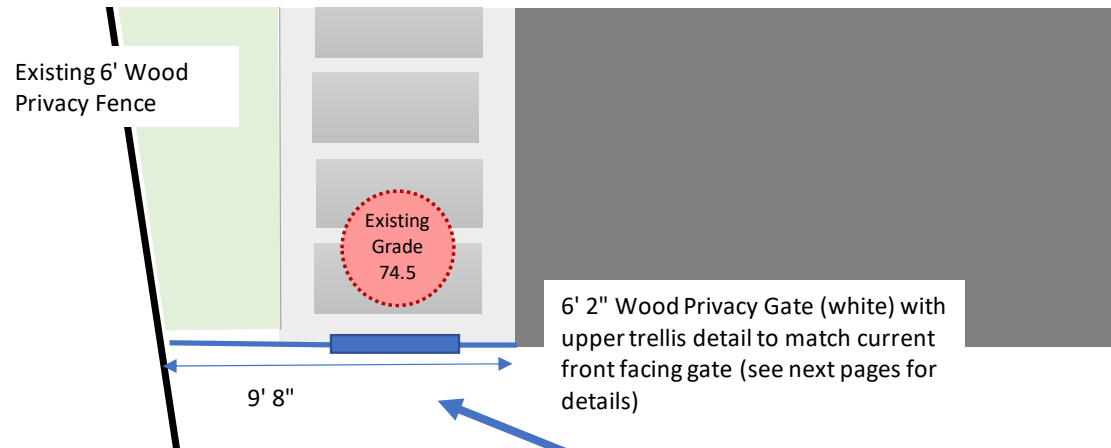 Existing 6' Wood
Privacy Fence
Existing
Grade
74.5
6' 2" Wood Privacy Gate (white) with
upper trellis detail to match current
front facing gate (see next pages for
details)
9' 8"